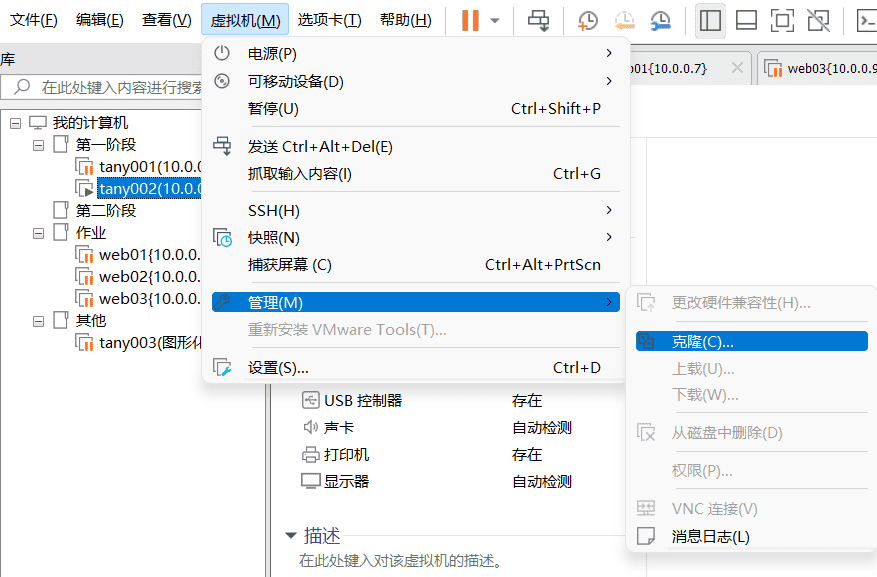 文件(F) 编辑(E) 查看(V) 虚拟机(M) 选项卡(T) 帮助(H)
库
在此处键入内容进行搜索
我的计算机
第一阶段
tany001(10.0.0
tany002(10.0.0
第二阶段
作业
web01{10.0.0.
web02{10.0.0.
web03{10.0.0.
其他
tany003(图形化
电源(P)
可移动设备(D)
暂停(U) Ctrl+Shift+P
发送 Ctrl+Alt+Del(E)
抓取输入内容(I) Ctrl+G
SSH(H)
快照(N)
捕获屏幕 (C) Ctrl+Alt+PrtScn
管理(M)
重新安装 VMware Tools(T)...
设置(S)... Ctrl+D
b01{10.0.0.7}
web03{10.0.0.9
更改硬件兼容性(H)...
克隆(C)...
上载(U)...
下载(W)...
从磁盘中删除(D)
权限(P)...
VNC 连接(V)
消息日志(L)
USB 控制器 存在
声卡 自动检测
打印机 存在
显示器 自动检测
描述
在此处键入对该虚拟机的描述。